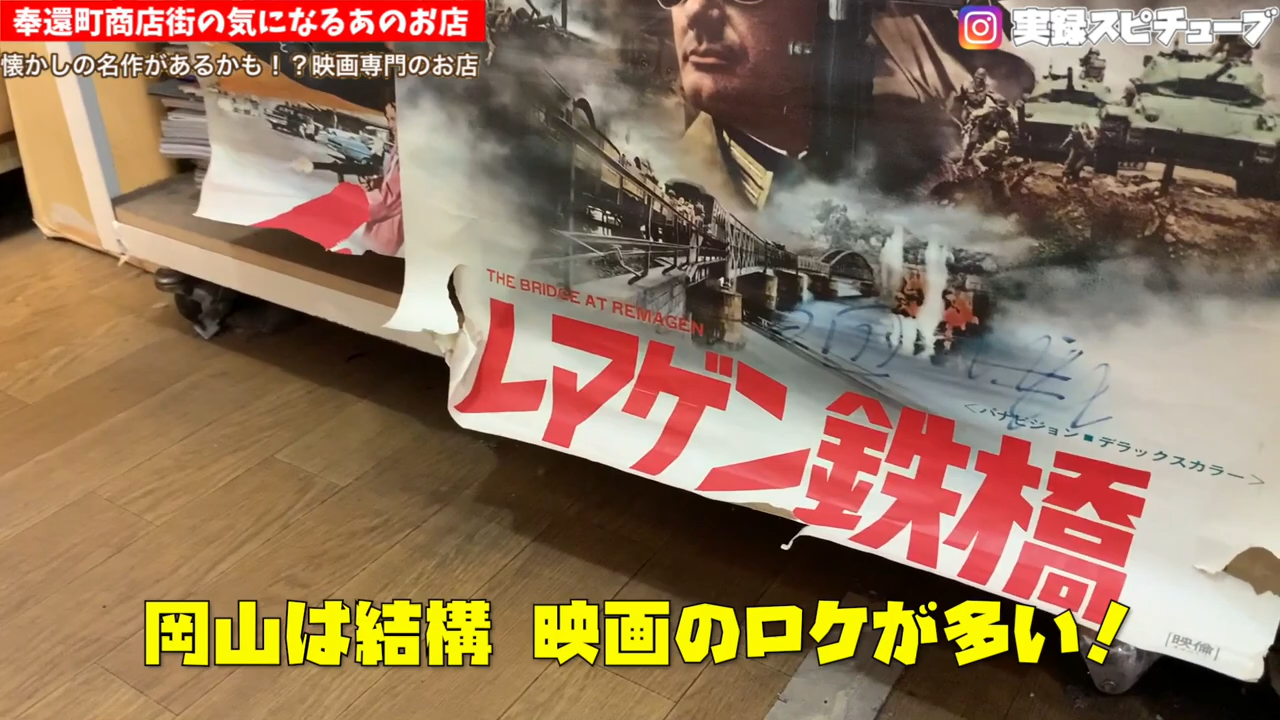 奉還町商店街の気になるあのお店
懐かしの名作があるかも！？映画専門のお店
実録スピチューブ
THE BRIDGE AT REMAGEN
レマゲン鉄橋
＜パナビジョン■デラックスカラー＞
[映倫]
岡山は結構 映画のロケが多い！